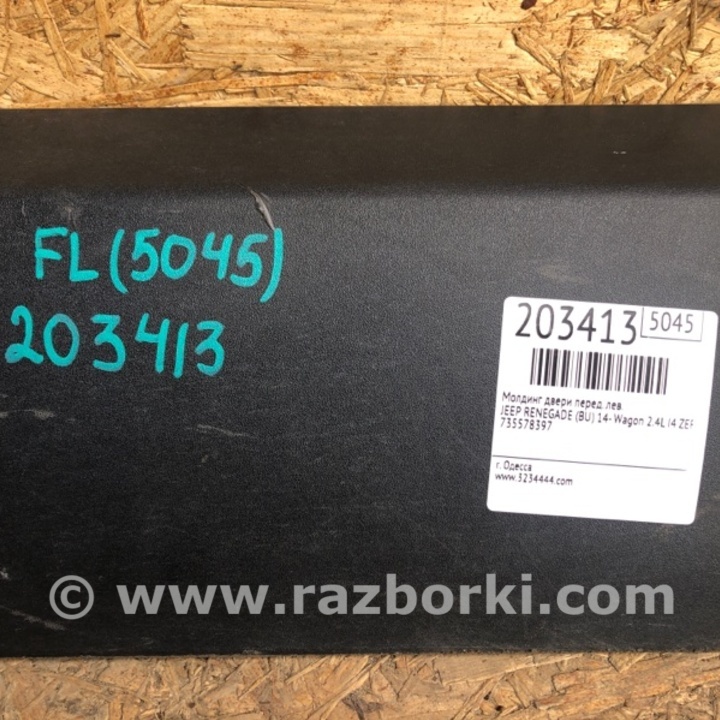 FL (5045)
203413
203413 5045
Молдинг двери перед. лев.
JEEP RENEGADE (BU) 14- Wagon 2.4L I4 ZEF
735578397
г. Одесса
www.3234444.com
© www.razborki.com